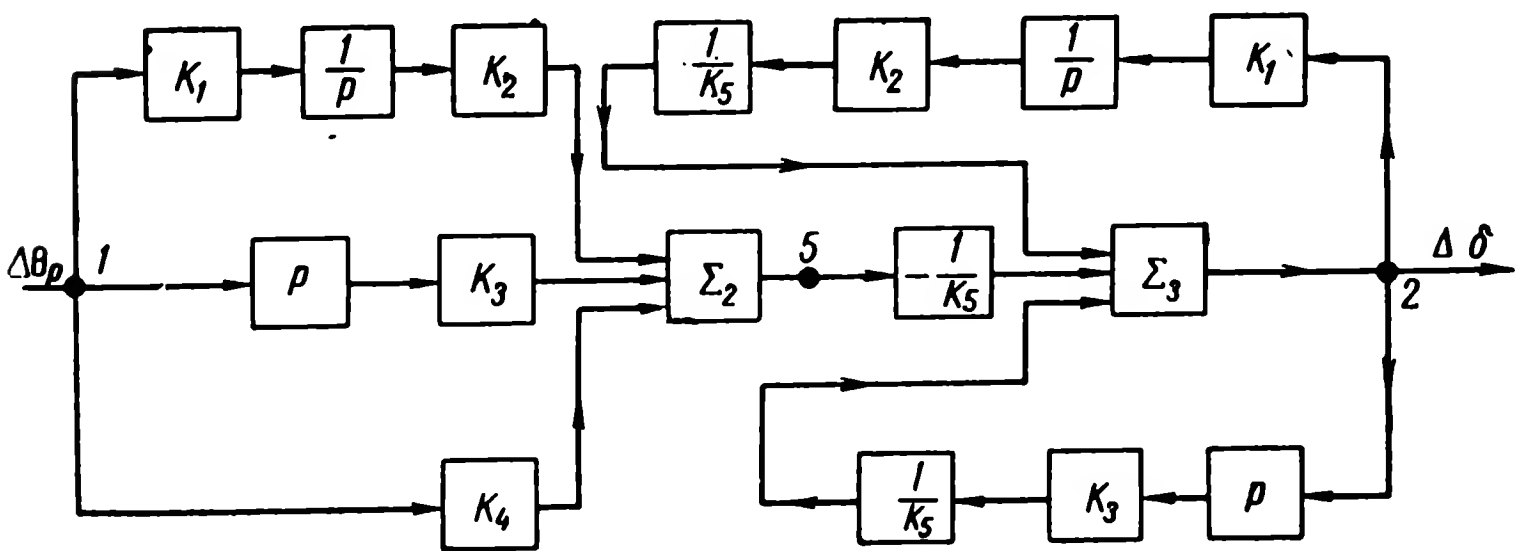 K₁ 1/p K₂ 1/K₅ K₂ 1/p K₁
Δθp 1 p K₃ Σ₂ 5 -1/K₅ Σ₃ 2 Δ δ
K₄ 1/K₅ K₃ p